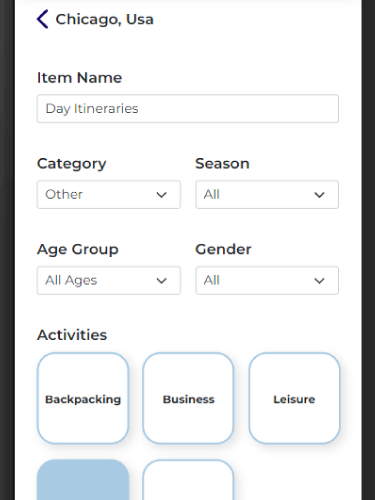 Chicago, Usa
Item Name
Day Itineraries
Category Season
Other All
Age Group Gender
All Ages All
Activities
Backpacking Business Leisure